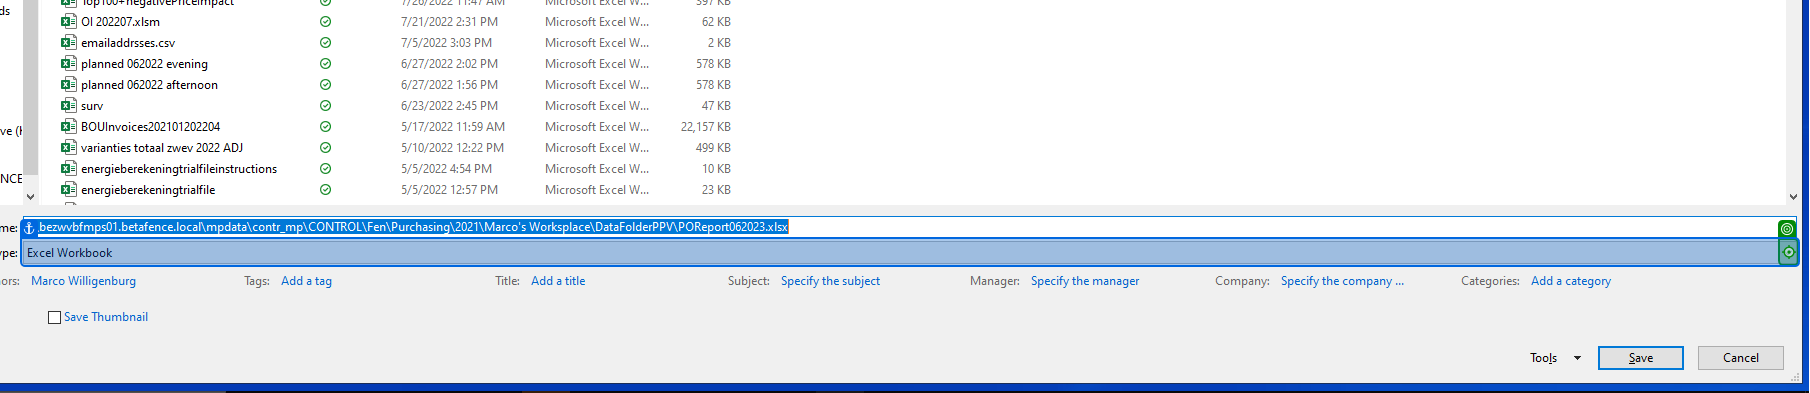 Top100+negativePriceImpact 7/26/2022 11:47 AM Microsoft Excel W... 597 KB
ds OI 202207.xlsm 7/21/2022 2:31 PM Microsoft Excel W... 62 KB
emailaddrsses.csv 7/5/2022 3:03 PM Microsoft Excel W... 2 KB
planned 062022 evening 6/27/2022 2:02 PM Microsoft Excel W... 578 KB
planned 062022 afternoon 6/27/2022 1:56 PM Microsoft Excel W... 578 KB
surv 6/23/2022 2:45 PM Microsoft Excel W... 47 KB
ve (H BOUInvoices202101202204 5/17/2022 11:59 AM Microsoft Excel W... 22,157 KB
varianties totaal zwev 2022 ADJ 5/10/2022 12:22 PM Microsoft Excel W... 499 KB
NCE energieberekeningtrialfileinstructions 5/5/2022 4:54 PM Microsoft Excel W... 10 KB
energieberekeningtrialfile 5/5/2022 12:57 PM Microsoft Excel W... 23 KB
me: .bezwvbfmps01.betafence.local\mpdata\contr_mp\CONTROL\Fen\Purchasing\2021\Marco's Worksplace\DataFolderPPV\POReport062023.xlsx
ype: Excel Workbook
ors: Marco Willigenburg Tags: Add a tag Title: Add a title Subject: Specify the subject Manager: Specify the manager Company: Specify the company ... Categories: Add a category
Save Thumbnail
Tools Save Cancel